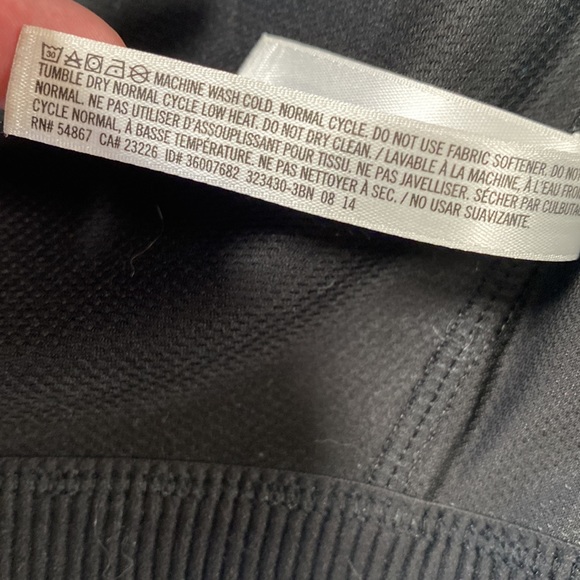 30
MACHINE WASH COLD. NORMAL CYCLE. DO NOT USE FABRIC SOFTENER. DO NOT
TUMBLE DRY NORMAL CYCLE LOW HEAT. DO NOT DRY CLEAN. / LAVABLE À LA MACHINE, À L'EAU
NORMAL. NE PAS UTILISER D'ASSOUPLISSANT POUR TISSU. NE PAS JAVELLISER. SÉCHER PAR
CYCLE NORMAL, À BASSE TEMPÉRATURE. NE PAS NETTOYER À SEC. / NO USAR SUAVIZANTE.
RN# 54867 CA# 23226 ID# 36007682 323430-3BN 08 14